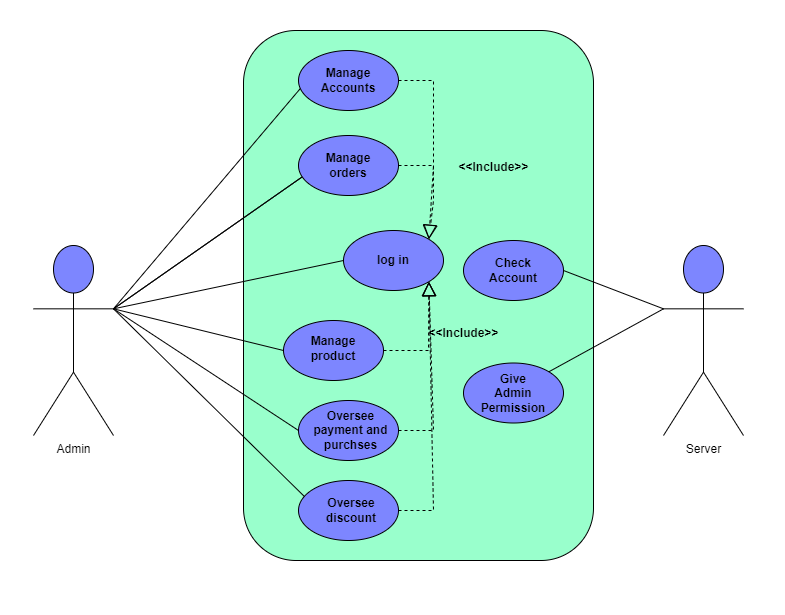 Manage
Accounts
Manage
orders
<<Include>>
log in
Check
Account
Manage
product
<<Include>>
Give
Admin
Permission
Oversee
payment and
purchses
Oversee
discount
Admin
Server